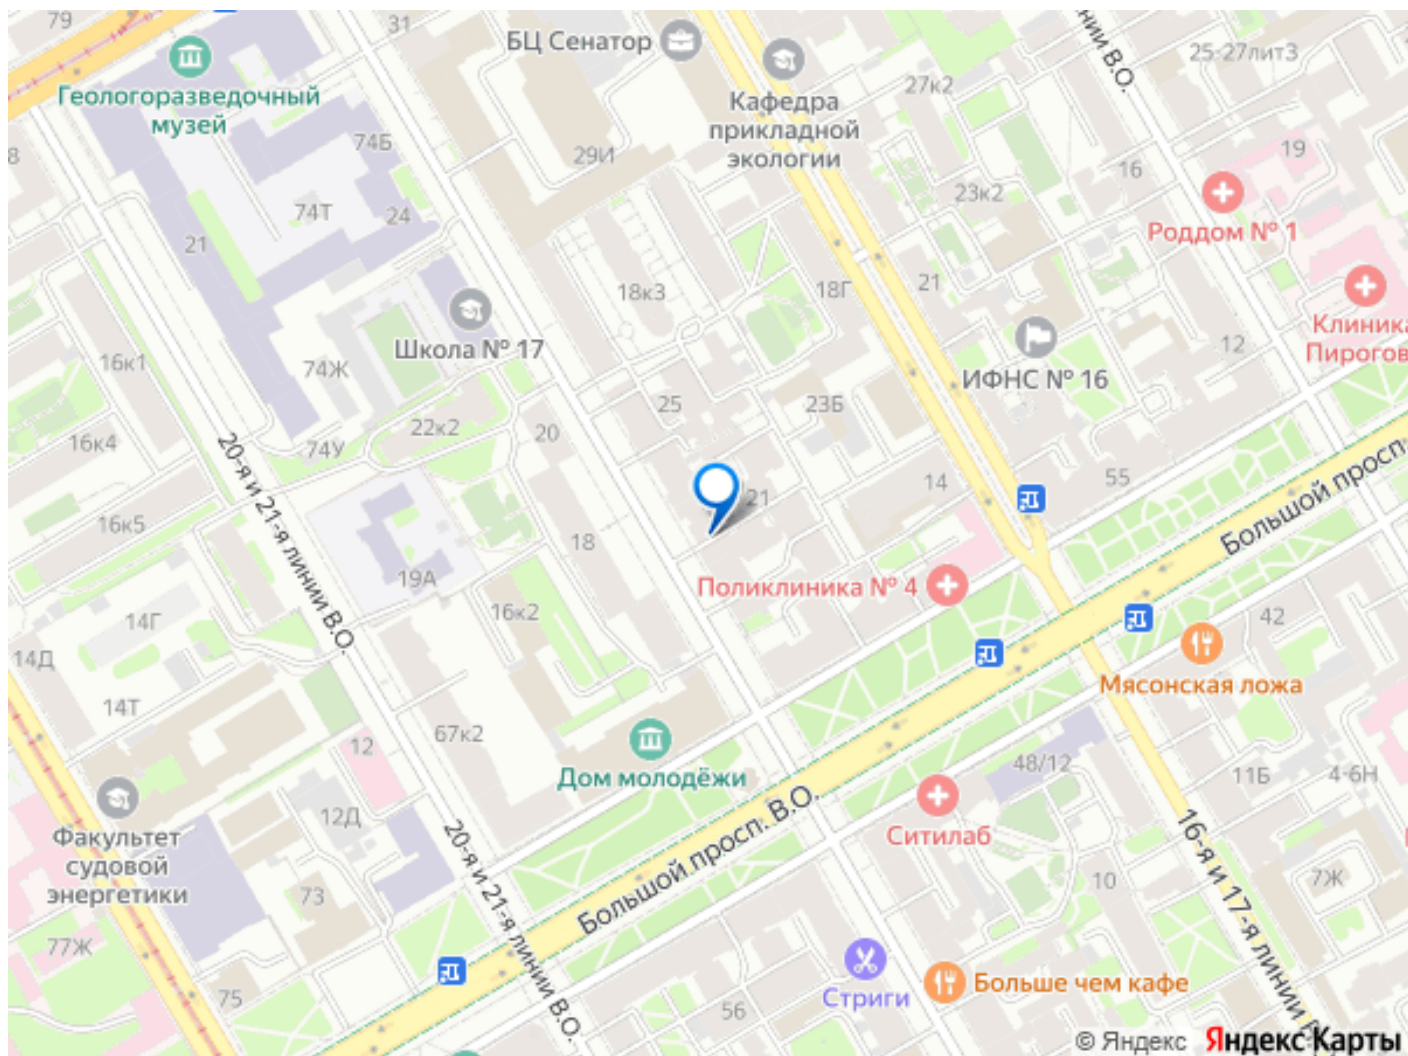 79
31
БЦ Сенатор
нии В.О.
25-27лит3
Геологоразведочный
музей
Кафедра
прикладной
экологии
27к2
74Б
29И
8
16
19
23к2
74Т
24
21
Роддом № 1
18к3
18Г
21
Клиника
Пирогов
Школа № 17
16к1
74Ж
12
ИФНС № 16
25
23Б
22к2
20
16к4
74У
20-я и 21-я линии В.О.
21
14
55
Большой просп.
16к5
18
19А
Поликлиника № 4
16к2
14Г
42
14Д
Мясонская ложа
14Т
67к2
12
Дом молодёжи
48/12
11Б
4-6Н
12Д
Большой просп. В.О.
Ситилаб
16-я и 17-я линии
Факультет
судовой
энергетики
20-я и 21-я линии В.О.
73
10
7Ж
77Ж
75
Стриги
Больше чем кафе
56
© Яндекс Яндекс Карты